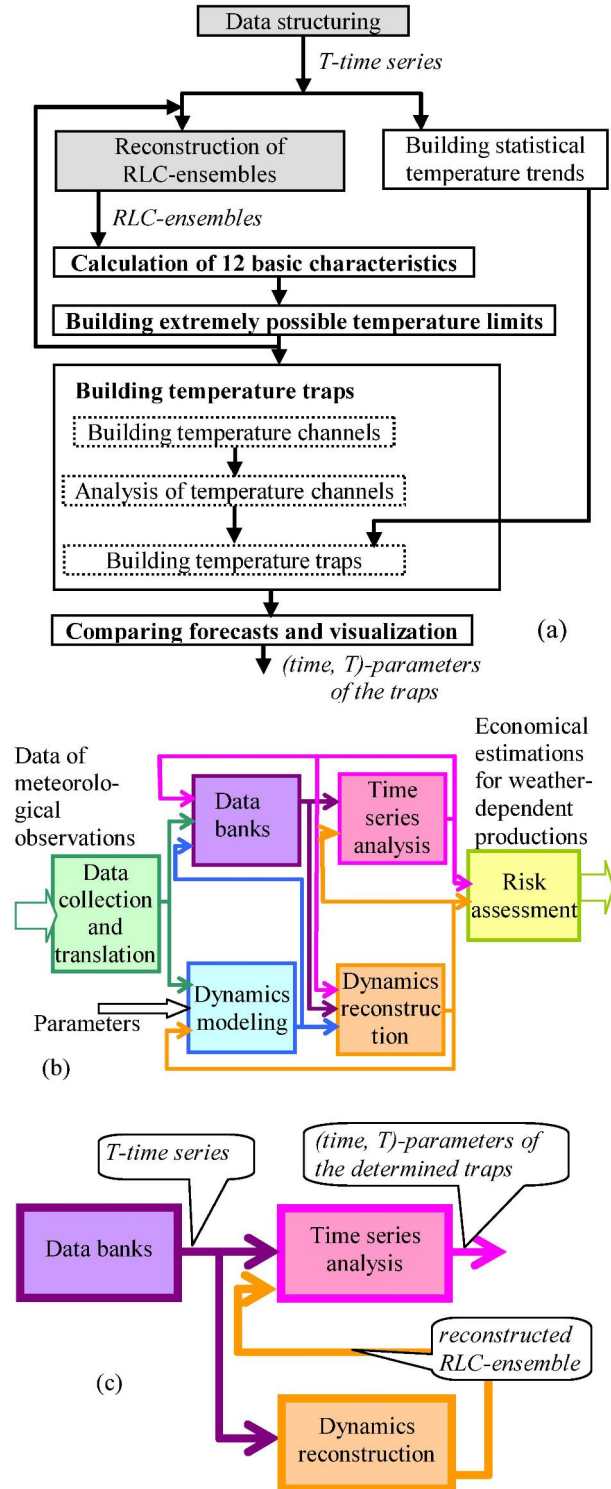 Data structuring
T-time series
Reconstruction of
RLC-ensembles
Building statistical
temperature trends
RLC-ensembles
Calculation of 12 basic characteristics
Building extremely possible temperature limits
Building temperature traps
Building temperature channels
Analysis of temperature channels
Building temperature traps
Comparing forecasts and visualization
(a)
(time, T)-parameters
of the traps
Data of
meteorolo-
gical
observations
Data
banks
Time
series
analysis
Economical
estimations
for weather-
dependent
productions
Data
collection
and
translation
Risk
assessment
Parameters
Dynamics
modeling
Dynamics
reconstruc
tion
(b)
T-time series
(time, T)-parameters of
the determined traps
Data banks
Time series
analysis
reconstructed
RLC-ensemble
(c)
Dynamics
reconstruction